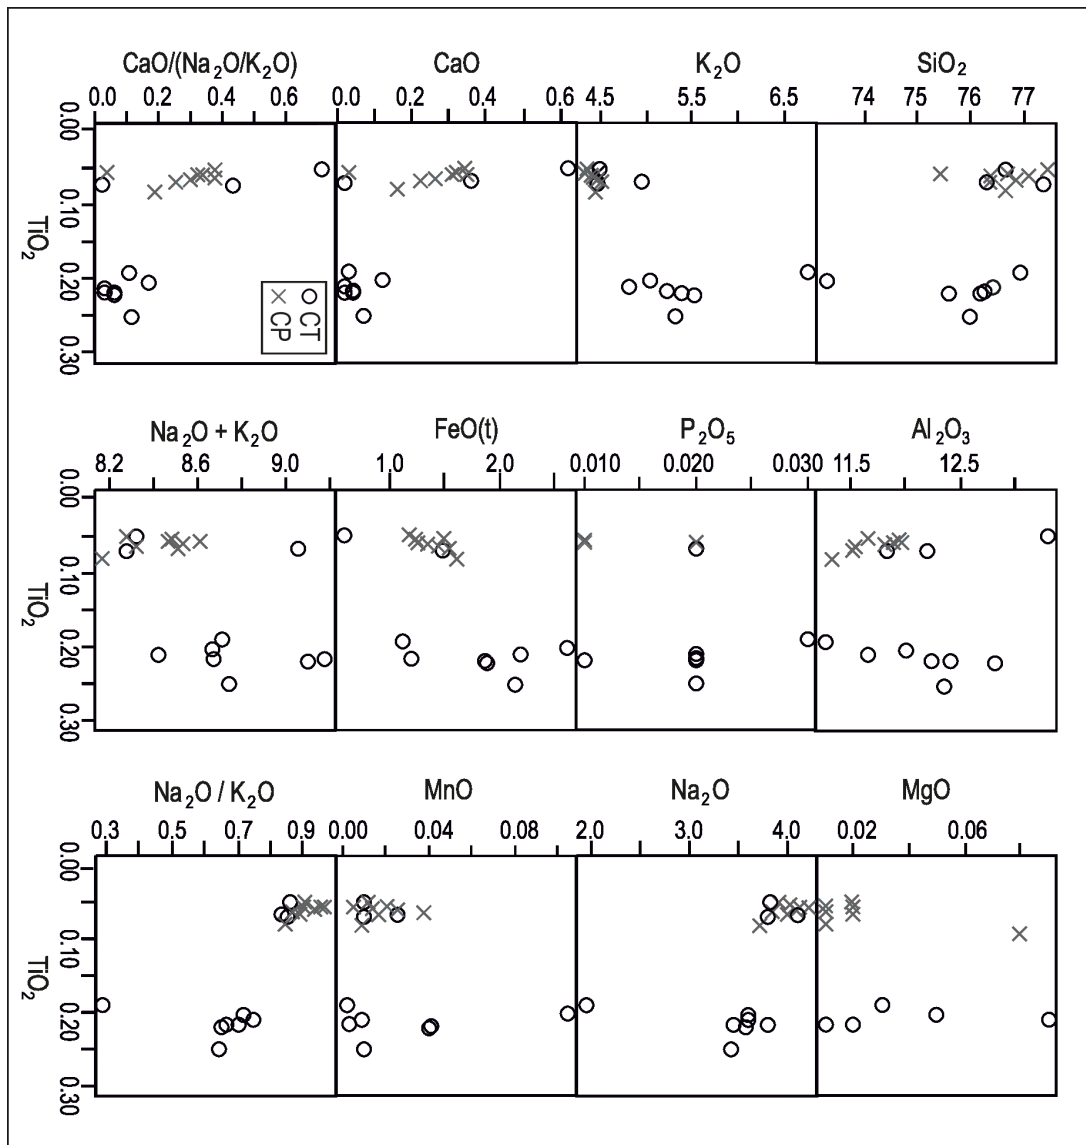 CaO/(Na₂O/K₂O) CaO K₂O SiO₂
0.0 0.2 0.4 0.6 0.0 0.2 0.4 0.6 4.5 5.5 6.5 74 75 76 77
0.00
0.10
TiO₂
0.20
0.30
CT
CP
Na₂O + K₂O FeO(t) P₂O₅ Al₂O₃
8.2 8.6 9.0 1.0 2.0 0.010 0.020 0.030 11.5 12.5
0.00
0.10
TiO₂
0.20
0.30
Na₂O / K₂O MnO Na₂O MgO
0.3 0.5 0.7 0.9 0.00 0.04 0.08 2.0 3.0 4.0 0.02 0.06
0.00
0.10
TiO₂
0.20
0.30